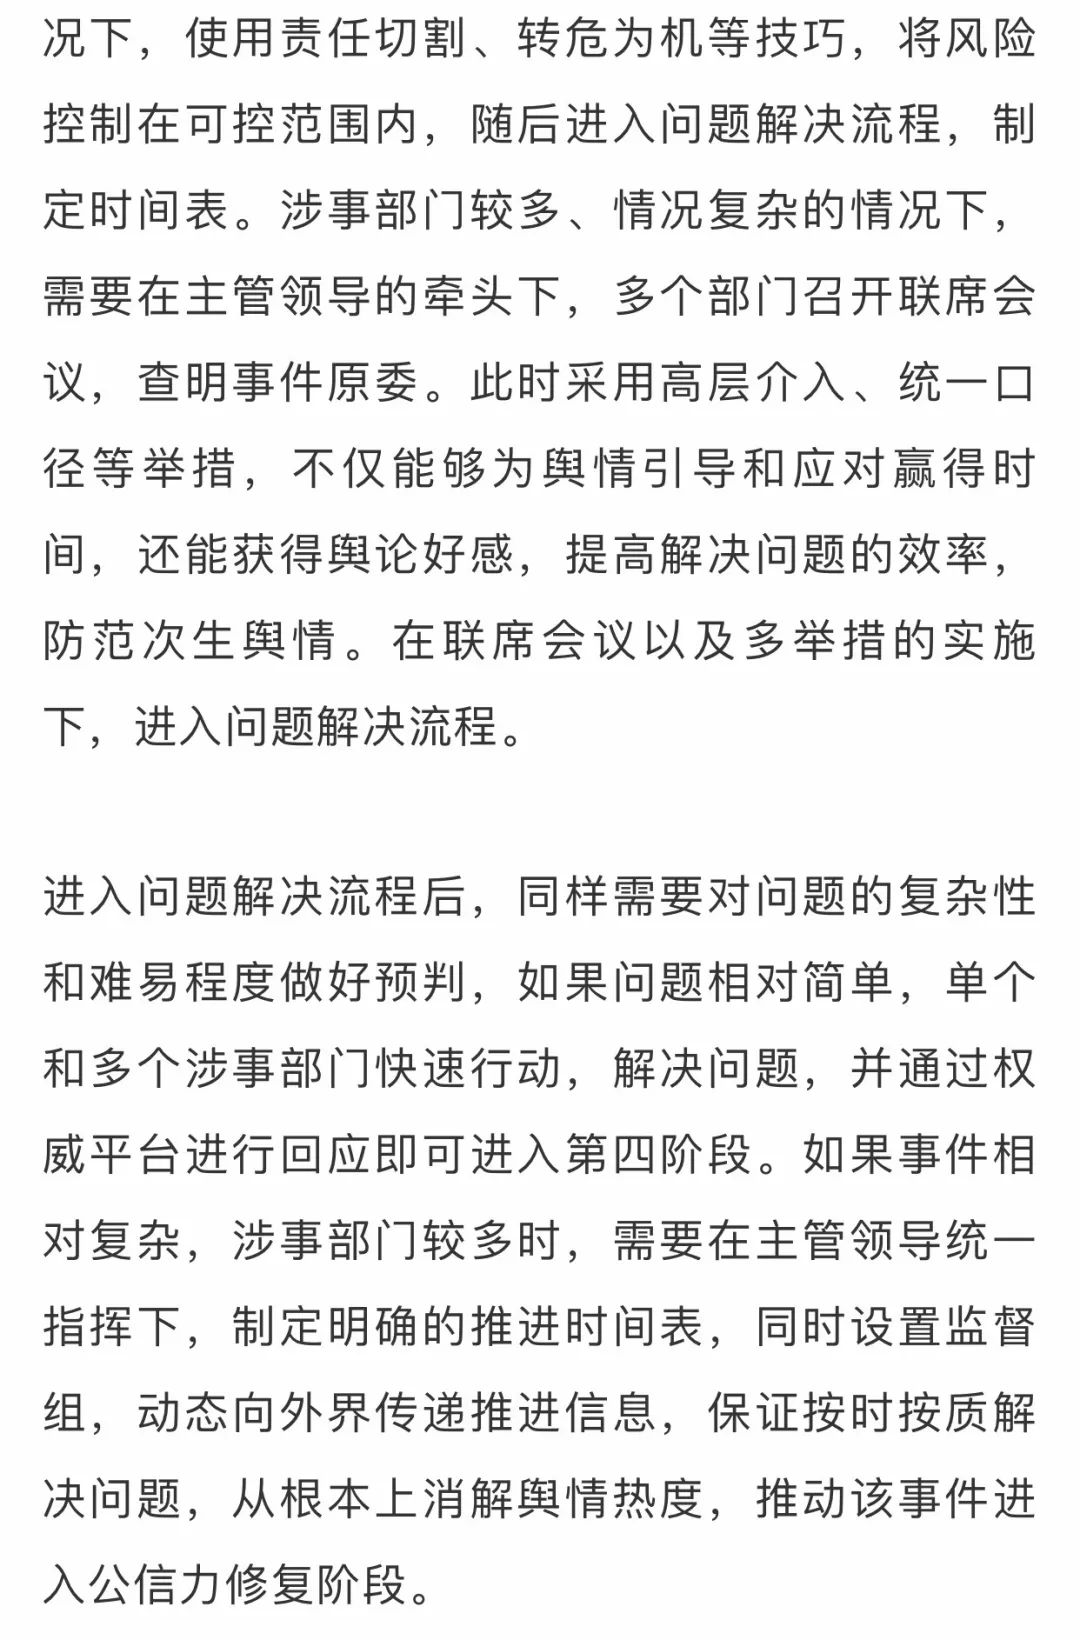 况下，使用责任切割、转危为机等技巧，将风险
控制在可控范围内，随后进入问题解决流程，制
定时间表。涉事部门较多、情况复杂的情况下，
需要在主管领导的牵头下，多个部门召开联席会
议，查明事件原委。此时采用高层介入、统一口
径等举措，不仅能够为舆情引导和应对赢得时
间，还能获得舆论好感，提高解决问题的效率，
防范次生舆情。在联席会议以及多举措的实施
下，进入问题解决流程。
进入问题解决流程后，同样需要对问题的复杂性
和难易程度做好预判，如果问题相对简单，单个
和多个涉事部门快速行动，解决问题，并通过权
威平台进行回应即可进入第四阶段。如果事件相
对复杂，涉事部门较多时，需要在主管领导统一
指挥下，制定明确的推进时间表，同时设置监督
组，动态向外界传递推进信息，保证按时按质解
决问题，从根本上消解舆情热度，推动该事件进
入公信力修复阶段。